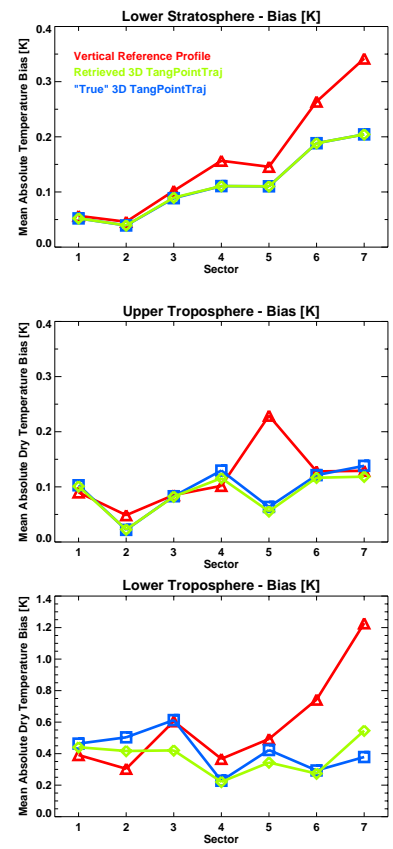 Lower Stratosphere - Bias [K]
Mean Absolute Temperature Bias [K]
0.4
0.3
0.2
0.1
0.0
Vertical Reference Profile
Retrieved 3D TangPointTraj
"True" 3D TangPointTraj
1 2 3 4 5 6 7
Sector
Upper Troposphere - Bias [K]
Mean Absolute Dry Temperature Bias [K]
0.4
0.3
0.2
0.1
0.0
1 2 3 4 5 6 7
Sector
Lower Troposphere - Bias [K]
Mean Absolute Dry Temperature Bias [K]
1.4
1.2
1.0
0.8
0.6
0.4
0.2
0.0
1 2 3 4 5 6 7
Sector